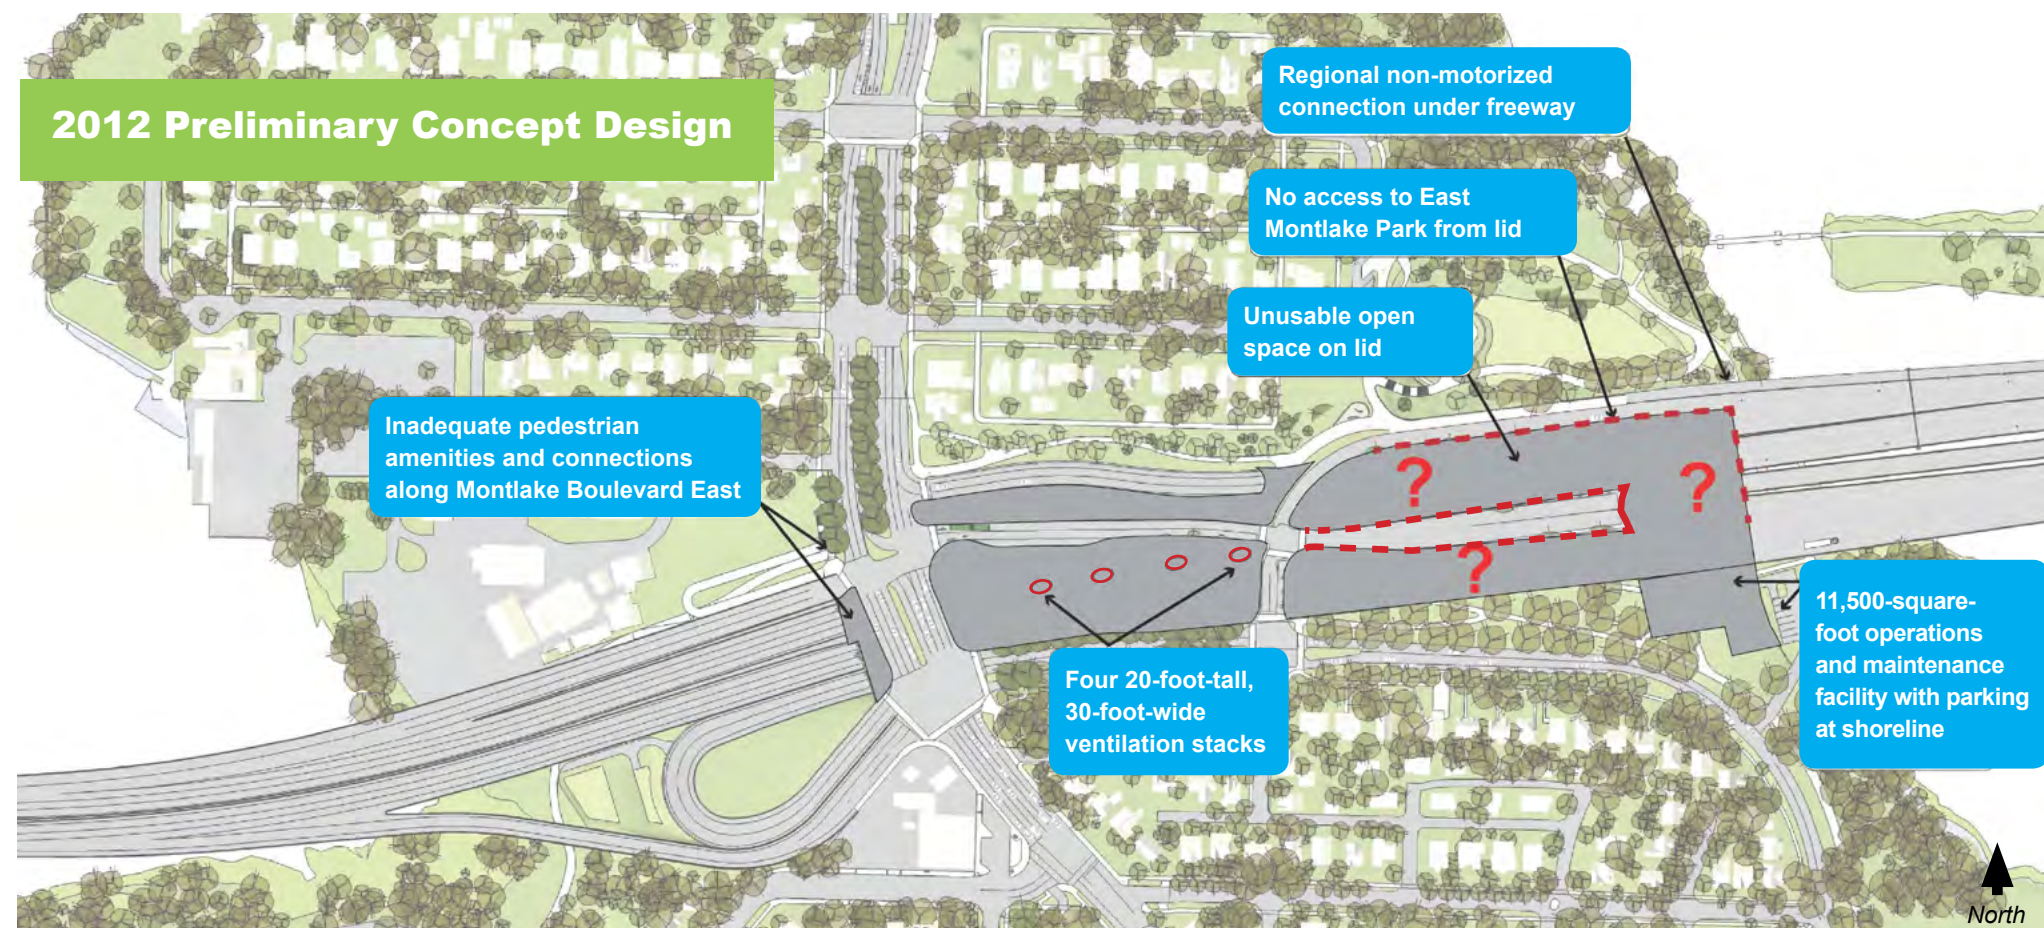 2012 Preliminary Concept Design
Regional non-motorized
connection under freeway
No access to East
Montlake Park from lid
Unusable open
space on lid
Inadequate pedestrian
amenities and connections
along Montlake Boulevard East
?
?
?
Four 20-foot-tall,
30-foot-wide
ventilation stacks
11,500-square-
foot operations
and maintenance
facility with parking
at shoreline
North